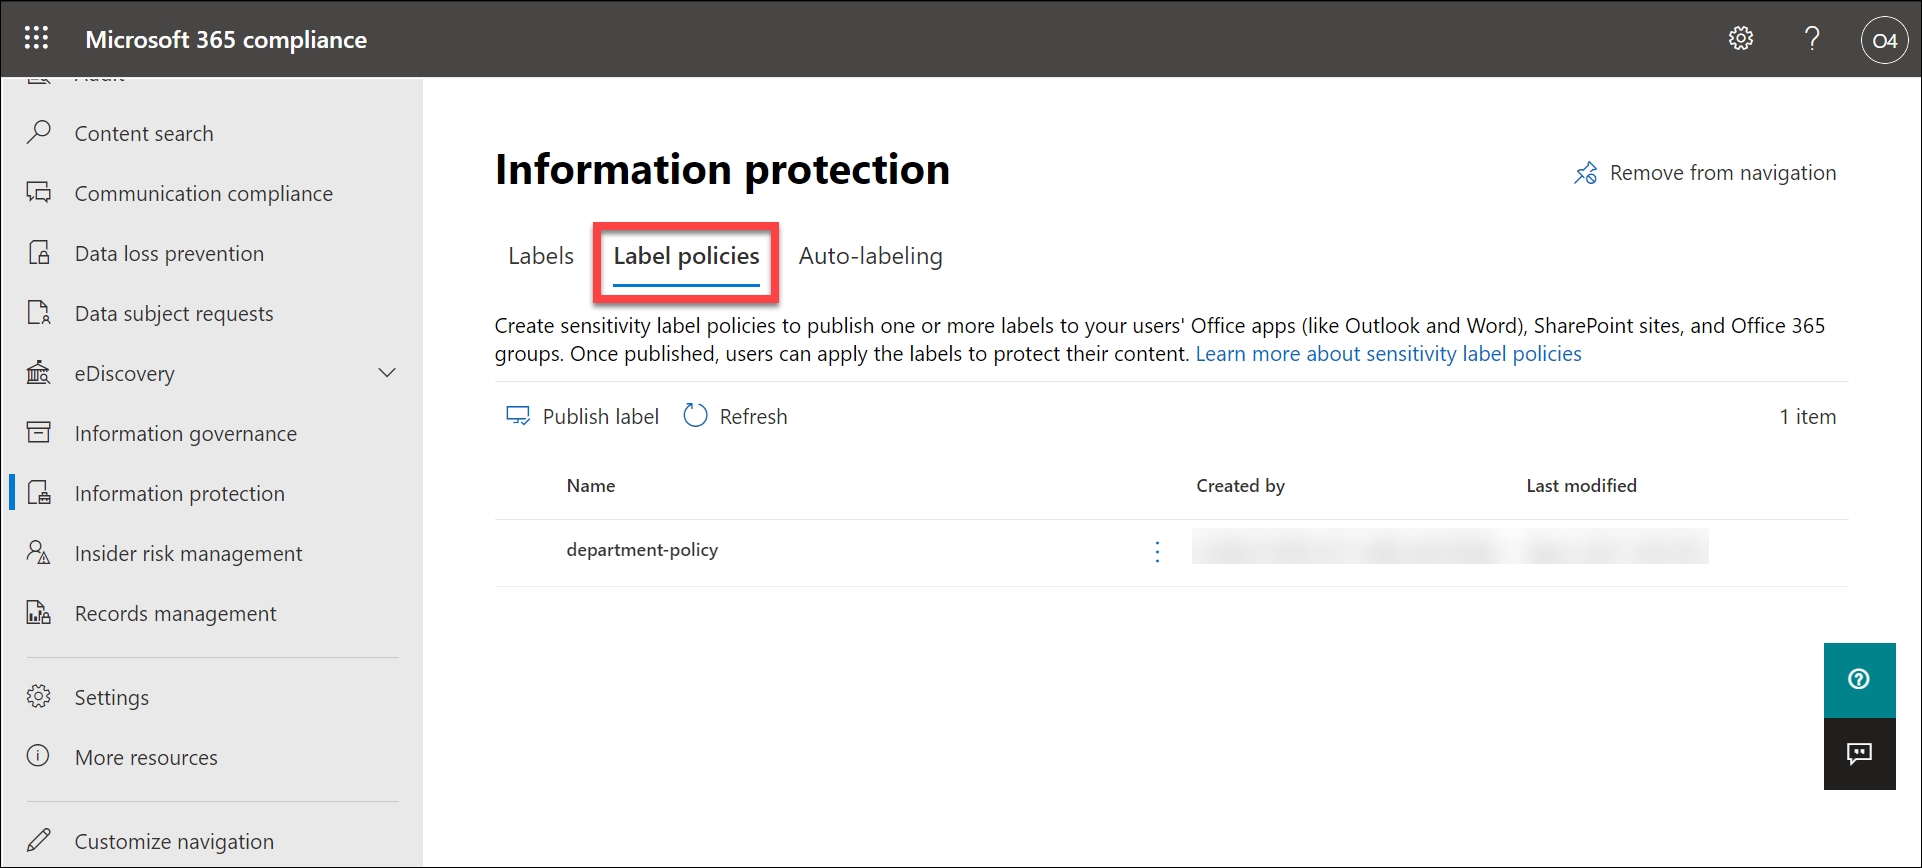 Microsoft 365 compliance
O4
Audit
Content search
Communication compliance
Data loss prevention
Data subject requests
eDiscovery
Information governance
Information protection
Insider risk management
Records management
Settings
More resources
Customize navigation
Information protection
Remove from navigation
Labels
Label policies
Auto-labeling
Create sensitivity label policies to publish one or more labels to your users' Office apps (like Outlook and Word), SharePoint sites, and Office 365
groups. Once published, users can apply the labels to protect their content. Learn more about sensitivity label policies
Publish label
Refresh
1 item
Name
Created by
Last modified
department-policy